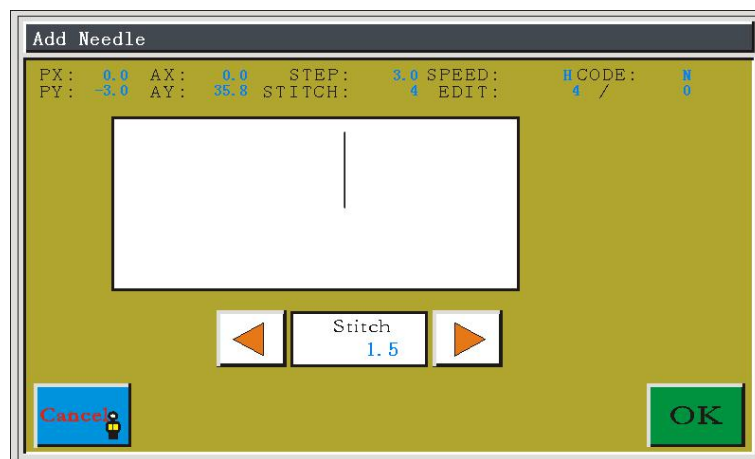 Add Needle
PX: 0.0 AX: 0.0 STEP: 3.0 SPEED: H CODE: N
PY: -3.0 AY: 35.8 STITCH: 4 EDIT: 4 / 0
Stitch
1.5
Cancel
OK